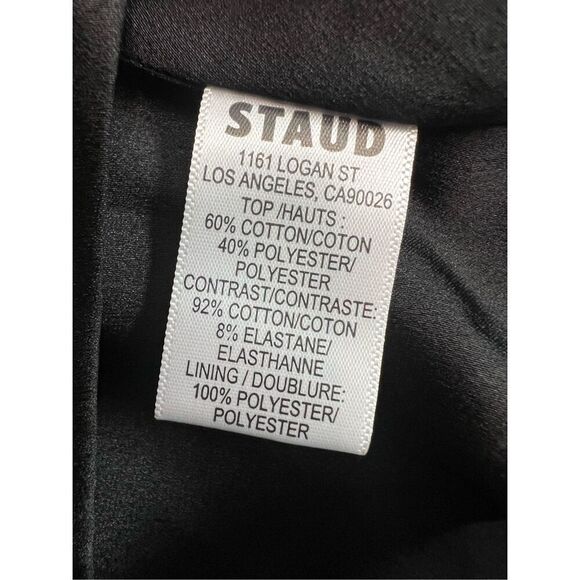 STAUD
1161 LOGAN ST
LOS ANGELES, CA90026
TOP /HAUTS :
60% COTTON/COTON
40% POLYESTER/
POLYESTER
CONTRAST/CONTRASTE:
92% COTTON/COTON
8% ELASTANE/
ELASTHANNE
LINING / DOUBLURE:
100% POLYESTER/
POLYESTER